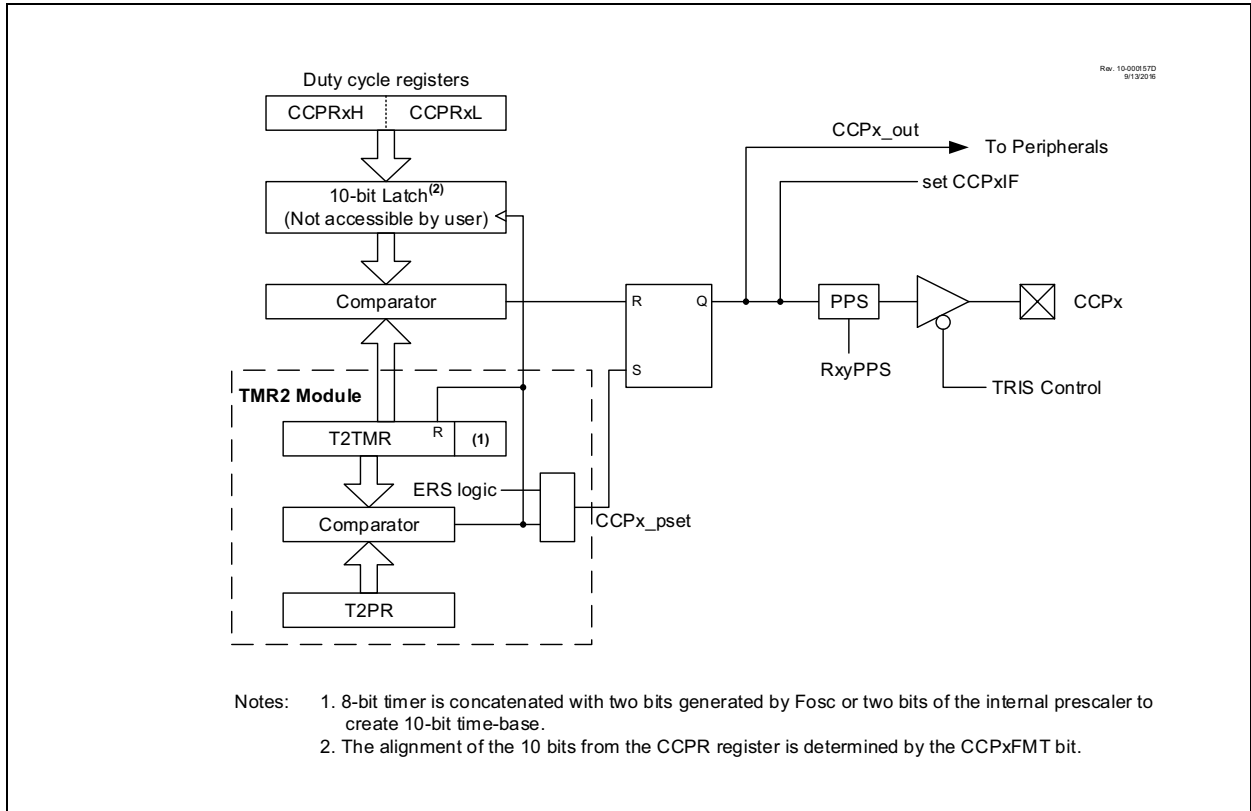 Rev. 10-000157D
9/13/2016
Duty cycle registers
CCPRxH CCPRxL
CCPx_out
To Peripherals
set CCPxIF
10-bit Latch(2)
(Not accessible by user)
Comparator
R Q
S
PPS
CCPx
RxyPPS
TRIS Control
TMR2 Module
T2TMR R (1)
ERS logic
CCPx_pset
Comparator
T2PR
Notes: 1. 8-bit timer is concatenated with two bits generated by Fosc or two bits of the internal prescaler to
create 10-bit time-base.
2. The alignment of the 10 bits from the CCPR register is determined by the CCPxFMT bit.